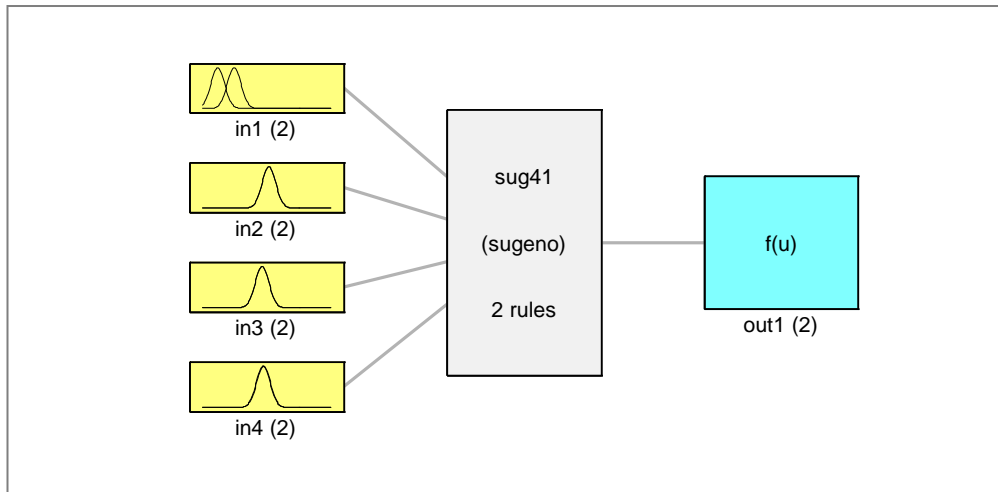 in1 (2)
in2 (2)
in3 (2)
in4 (2)
sug41
(sugeno)
2 rules
f(u)
out1 (2)